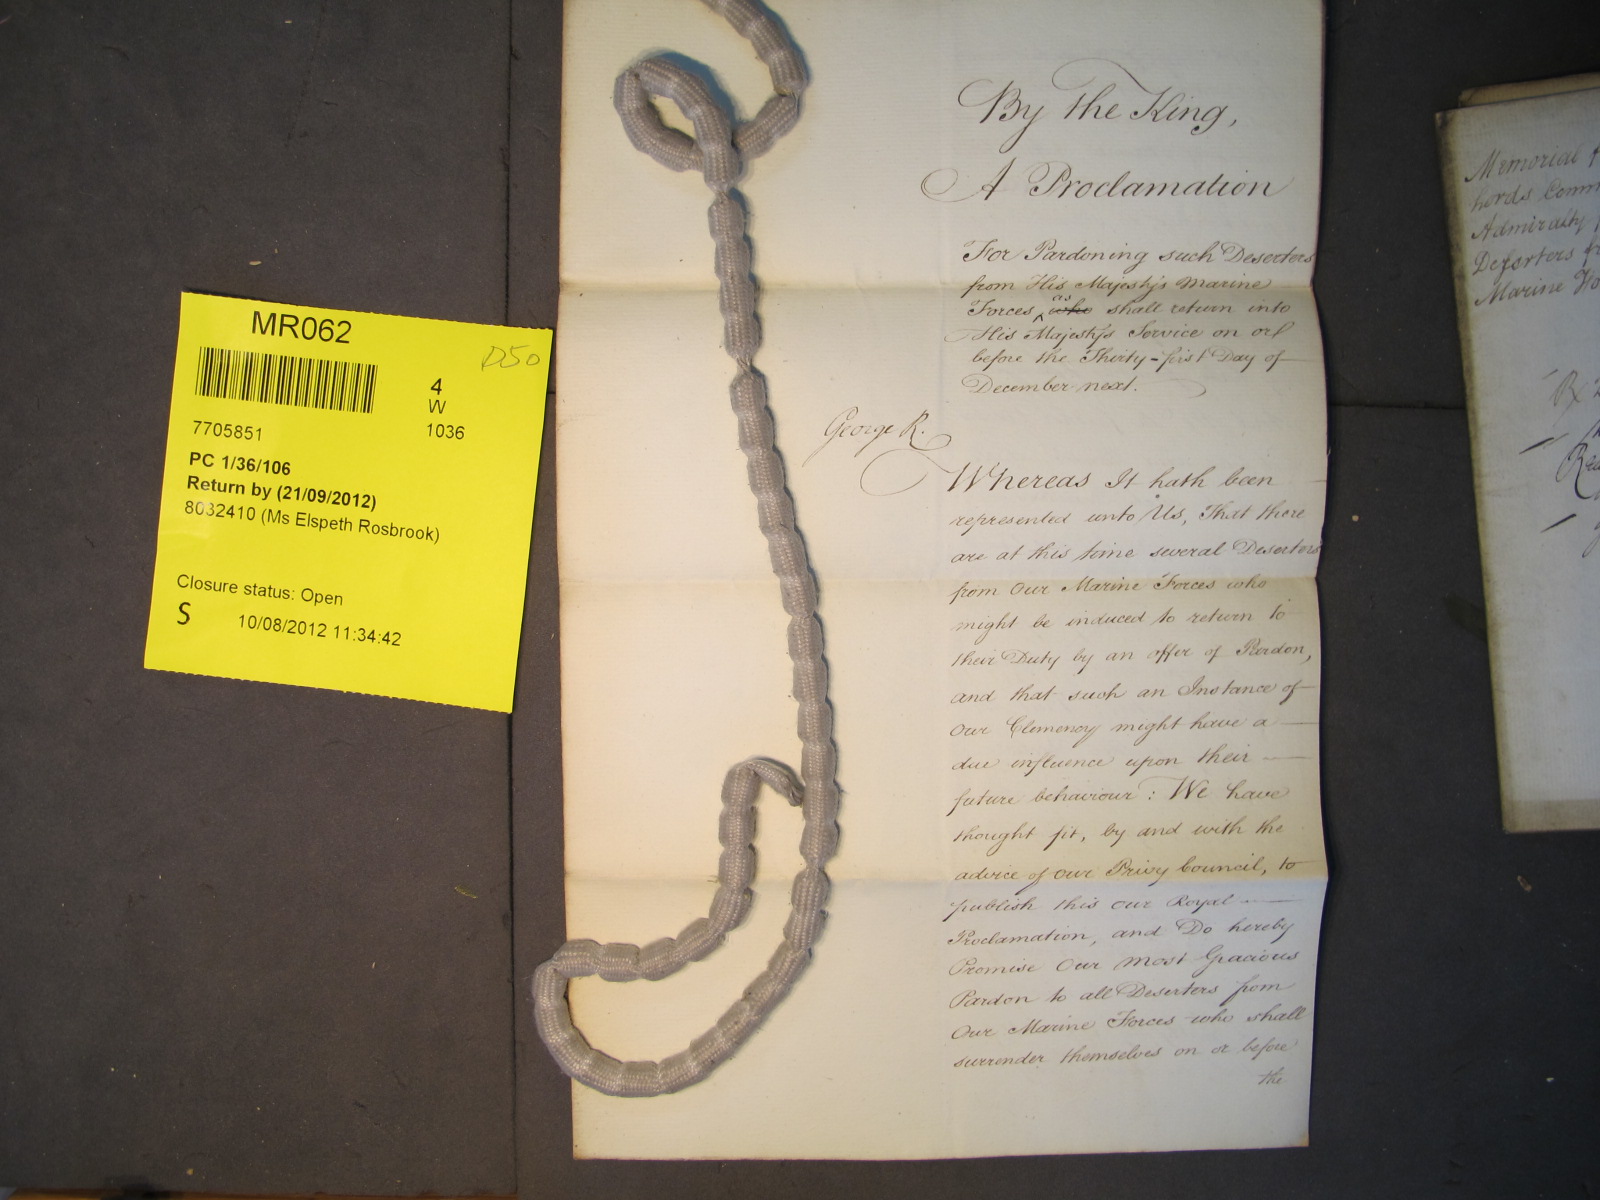 MR062
D50
4
W
7705851
1036
PC 1/36/106
Return by (21/09/2012)
8032410 (Ms Elspeth Rosbrook)
Closure status: Open
S
10/08/2012 11:34:42
By the King,
A Proclamation
For Pardoning such Deserters
from His Majesty's Marine
Forces, as who shall return into
His Majesty's Service on or
before the Thirty-first Day of
December next.
George R.
Whereas It hath been
represented unto Us, That there
are at this time several Deserters
from Our Marine Forces who
might be induced to return to
their Duty by an offer of Pardon,
and that such an Instance of
Our Clemency might have a
due influence upon their
future behaviour: We have
thought fit, by and with the
advice of our Privy Council, to
publish this our Royal
Proclamation, and Do hereby
Promise Our most Gracious
Pardon to all Deserters from
Our Marine Forces who shall
surrender themselves on or before
the
Memorial
Lords Comm
Admiralty
Deserters
Marine